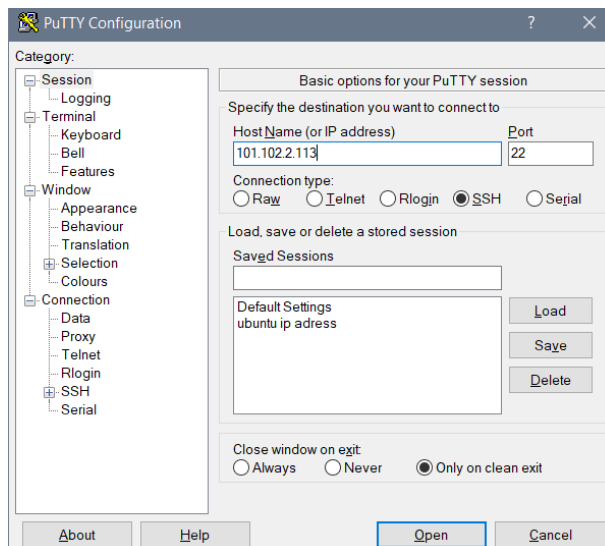 PuTTY Configuration
?
Category:
Session
Logging
Terminal
Keyboard
Bell
Features
Window
Appearance
Behaviour
Translation
Selection
Colours
Connection
Data
Proxy
Telnet
Rlogin
SSH
Serial
Basic options for your PuTTY session
Specify the destination you want to connect to
Host Name (or IP address) Port
101.102.2.113 22
Connection type:
Raw Telnet Rlogin SSH Serial
Load, save or delete a stored session
Saved Sessions
Default Settings
ubuntu ip adress
Load
Save
Delete
Close window on exit:
Always Never Only on clean exit
About Help Open Cancel